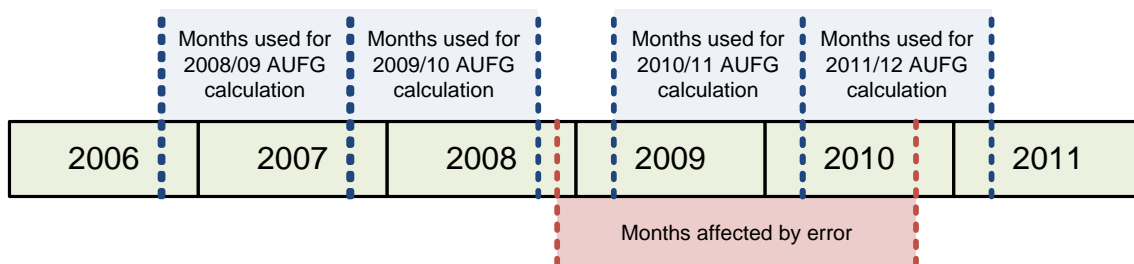 Months used for
2008/09 AUFG
calculation
Months used for
2009/10 AUFG
calculation
Months used for
2010/11 AUFG
calculation
Months used for
2011/12 AUFG
calculation
2006
2007
2008
2009
2010
2011
Months affected by error